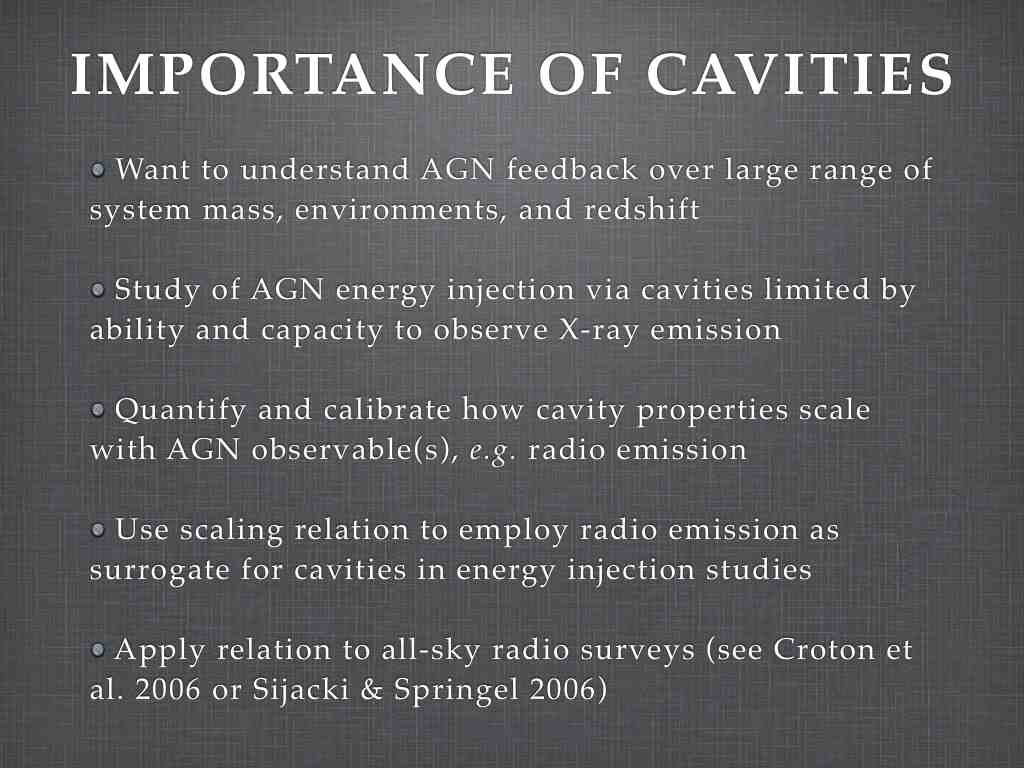 IMPORTANCE OF CAVITIES
• Want to understand AGN feedback over large range of
system mass, environments, and redshift
• Study of AGN energy injection via cavities limited by
ability and capacity to observe X-ray emission
• Quantify and calibrate how cavity properties scale
with AGN observable(s), e.g. radio emission
• Use scaling relation to employ radio emission as
surrogate for cavities in energy injection studies
• Apply relation to all-sky radio surveys (see Croton et
al. 2006 or Sijacki & Springel 2006)